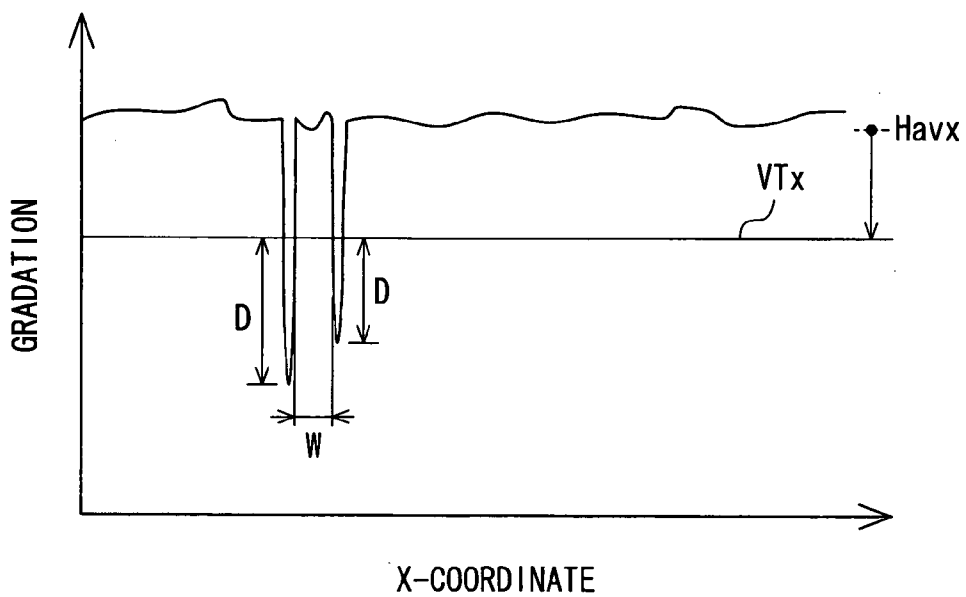 Havx
VTx
GRADATION
D
D
W
X-COORDINATE